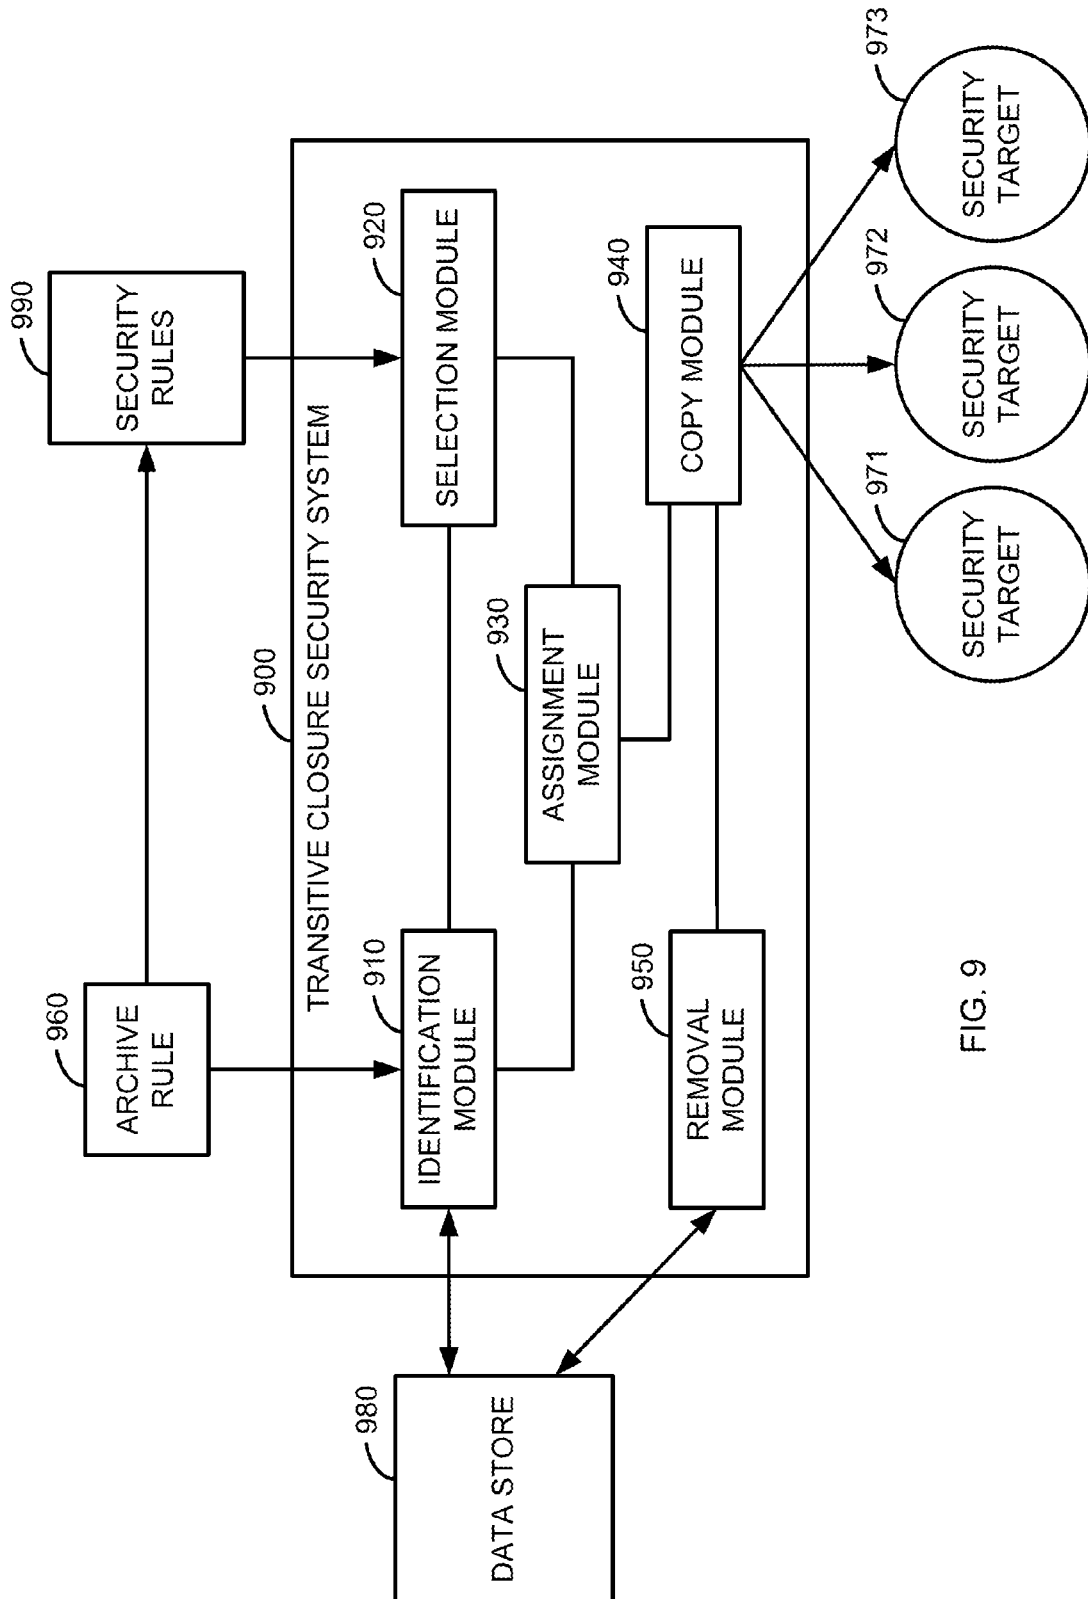 960
ARCHIVE
RULE
990
SECURITY
RULES
900
TRANSITIVE CLOSURE SECURITY SYSTEM
980
DATA STORE
910
IDENTIFICATION
MODULE
920
SELECTION MODULE
930
ASSIGNMENT
MODULE
950
REMOVAL
MODULE
940
COPY MODULE
971
SECURITY
TARGET
972
SECURITY
TARGET
973
SECURITY
TARGET
FIG. 9